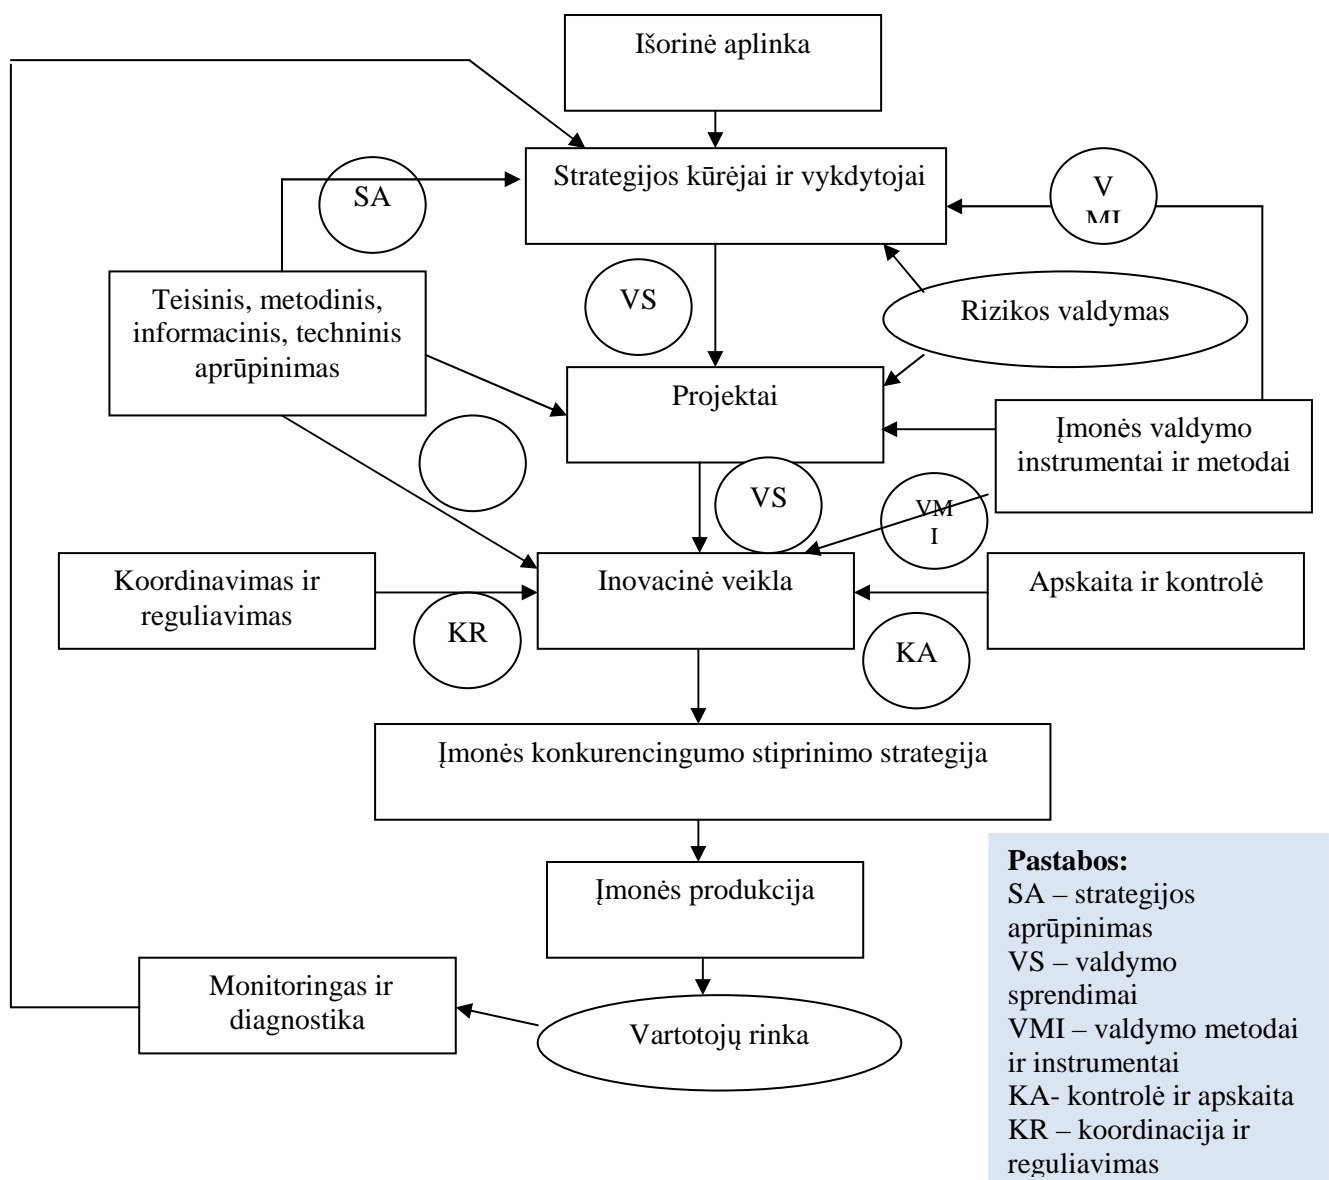 Išorinė aplinka
Strategijos kūrėjai ir vykdytojai
SA
V
MI
VS
Teisinis, metodinis,
informacinis, techninis
aprūpinimas
Rizikos valdymas
Projektai
Įmonės valdymo
instrumentai ir metodai
VS
VM
I
Koordinavimas ir
reguliavimas
Inovacinė veikla
Apskaita ir kontrolė
KR
KA
Įmonės konkurencingumo stiprinimo strategija
Įmonės produkcija
Monitoringas ir
diagnostika
Vartotojų rinka
Pastabos:
SA – strategijos
aprūpinimas
VS – valdymo
sprendimai
VMI – valdymo metodai
ir instrumentai
KA- kontrolė ir apskaita
KR – koordinacija ir
reguliavimas